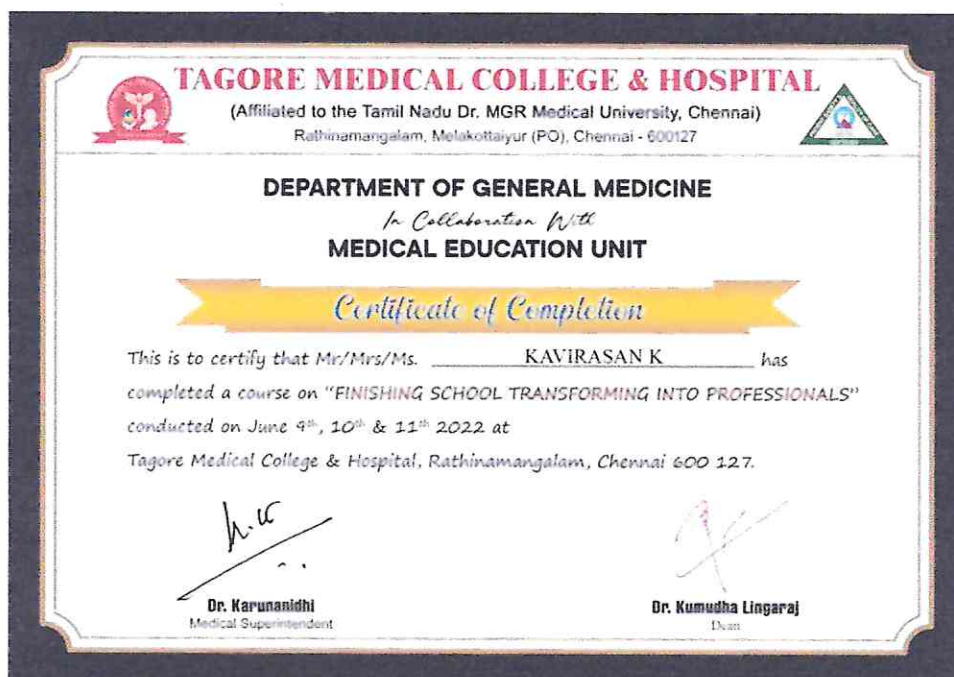 TAGORE MEDICAL COLLEGE & HOSPITAL
(Affiliated to the Tamil Nadu Dr. MGR Medical University, Chennai)
Rathinamangalam, Melakottaiyur (PO), Chennai - 600127
DEPARTMENT OF GENERAL MEDICINE
In Collaboration With
MEDICAL EDUCATION UNIT
Certificate of Completion
This is to certify that Mr/Mrs/Ms. KAVIRASAN K has
completed a course on "FINISHING SCHOOL TRANSFORMING INTO PROFESSIONALS"
conducted on June 9th, 10th & 11th 2022 at
Tagore Medical College & Hospital, Rathinamangalam, Chennai 600 127.
Dr. Karunanidhi
Medical Superintendent
Dr. Kumudha Lingaraj
Dean